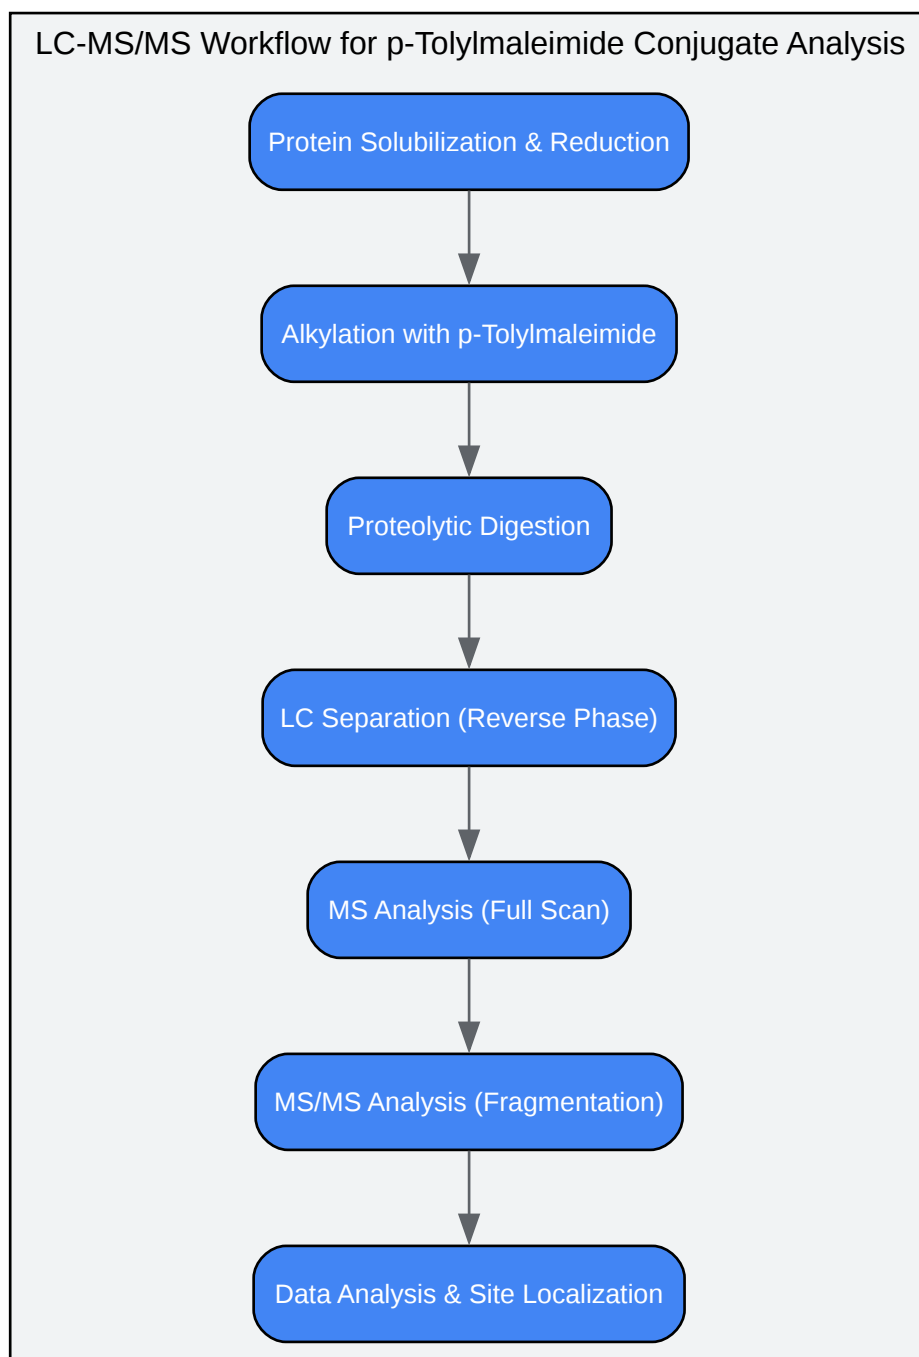 LC-MS/MS Workflow for p-Tolylmaleimide Conjugate Analysis
Protein Solubilization & Reduction
Alkylation with p-Tolylmaleimide
Proteolytic Digestion
LC Separation (Reverse Phase)
MS Analysis (Full Scan)
MS/MS Analysis (Fragmentation)
Data Analysis & Site Localization